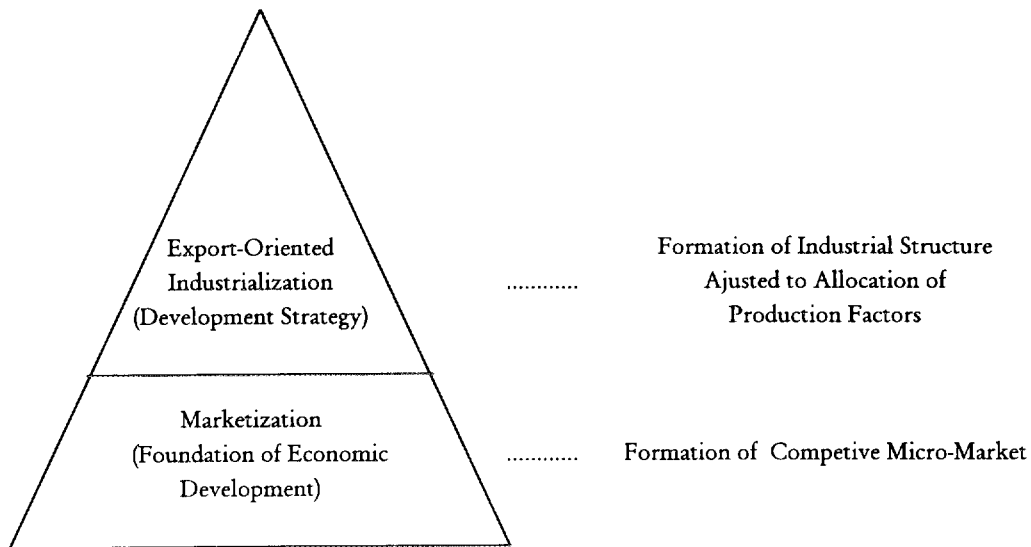 Export-Oriented
Industrialization
(Development Strategy)
............
Formation of Industrial Structure
Ajusted to Allocation of
Production Factors
Marketization
(Foundation of Economic
Development)
............
Formation of Competive Micro-Market